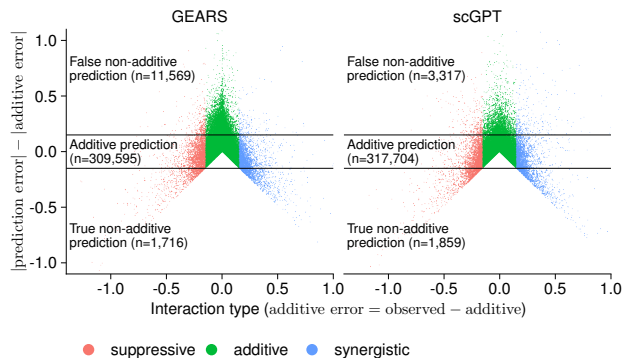 GEARS
scGPT
|prediction error| − |additive error|
1.0
0.5
0.0
-0.5
-1.0
False non-additive
prediction (n=11,569)
Additive prediction
(n=309,595)
True non-additive
prediction (n=1,716)
False non-additive
prediction (n=3,317)
Additive prediction
(n=317,704)
True non-additive
prediction (n=1,859)
-1.0 -0.5 0.0 0.5 1.0
-1.0 -0.5 0.0 0.5 1.0
Interaction type (additive error = observed − additive)
suppressive additive synergistic